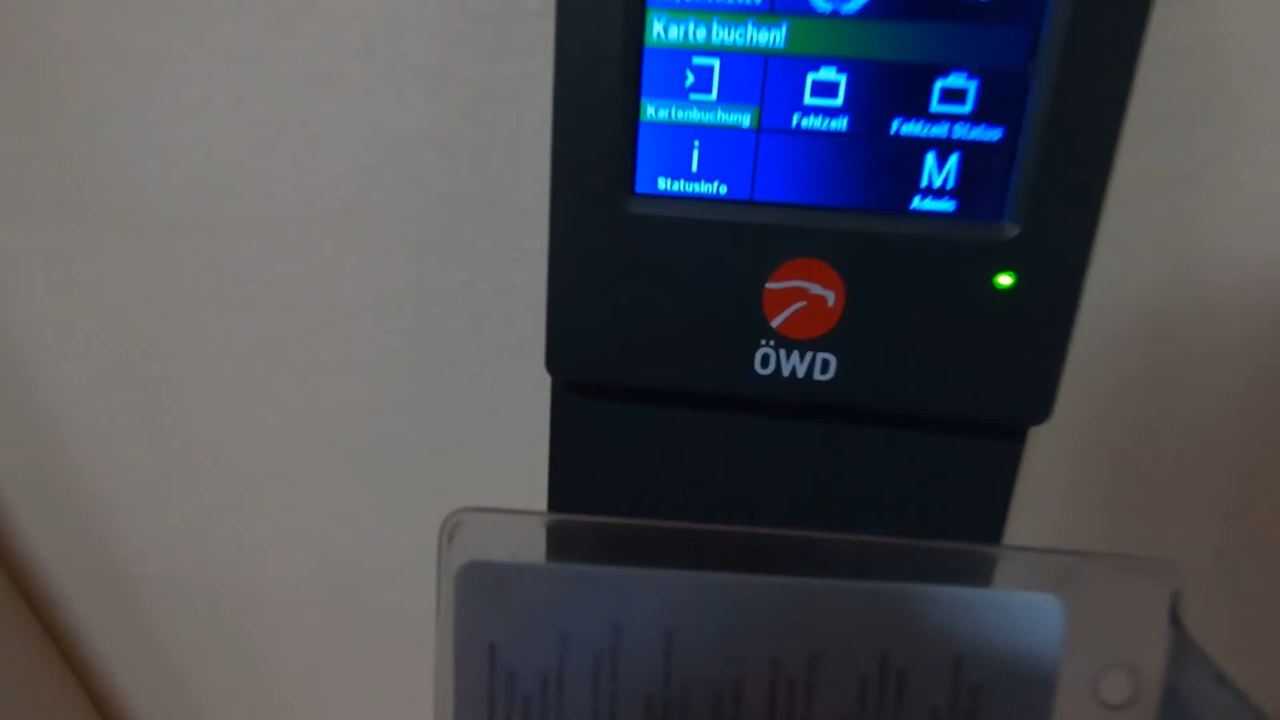 Karte buchen!
Kartenbuchung
Fehlzeit
Fehlzeit Status
i
Statusinfo
M
Admin
ÖWD